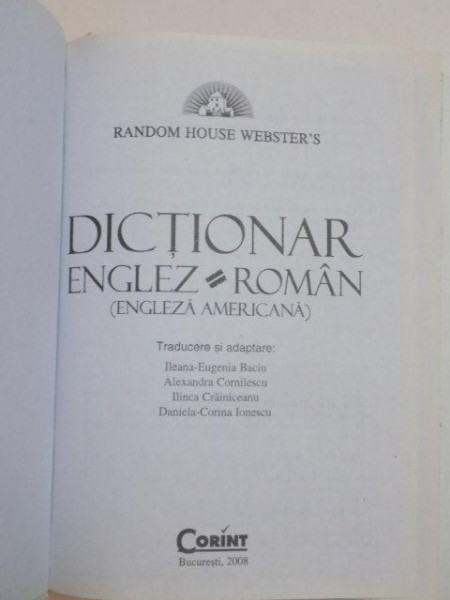 RANDOM HOUSE WEBSTER'S
DICȚIONAR
ENGLEZ = ROMÂN
(ENGLEZĂ AMERICANĂ)
Traducere și adaptare:
Ileana-Eugenia Baciu
Alexandra Cornilescu
Ilinca Crăiniceanu
Daniela-Corina Ionescu
CORINT
București, 2008